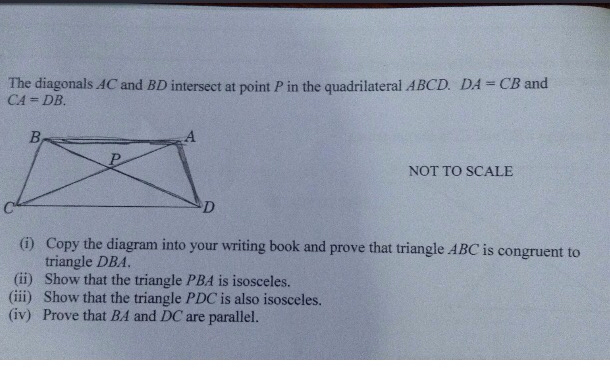 The diagonals AC and BD intersect at point P in the quadrilateral ABCD. DA = CB and
CA = DB.
B A
P
NOT TO SCALE
C D
(i) Copy the diagram into your writing book and prove that triangle ABC is congruent to
triangle DBA.
(ii) Show that the triangle PBA is isosceles.
(iii) Show that the triangle PDC is also isosceles.
(iv) Prove that BA and DC are parallel.